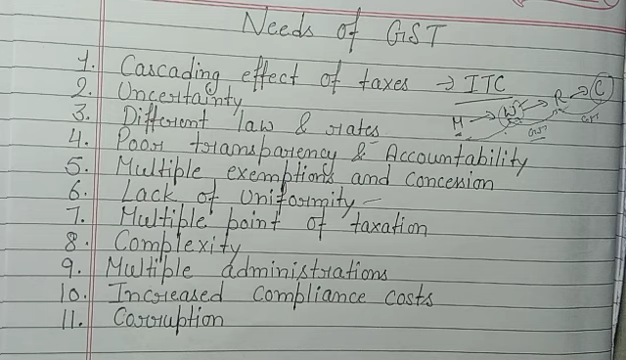 Needs of GST
1. Cascading effect of taxes → ITC
2. Uncertainty
M → W → R → C
3. Different law & rates
4. Poor transparency & Accountability
5. Multiple exemptions and concession
6. Lack of Uniformity -
7. Multiple point of taxation
8. Complexity
9. Multiple administrations
10. Increased compliance costs
11. Corruption